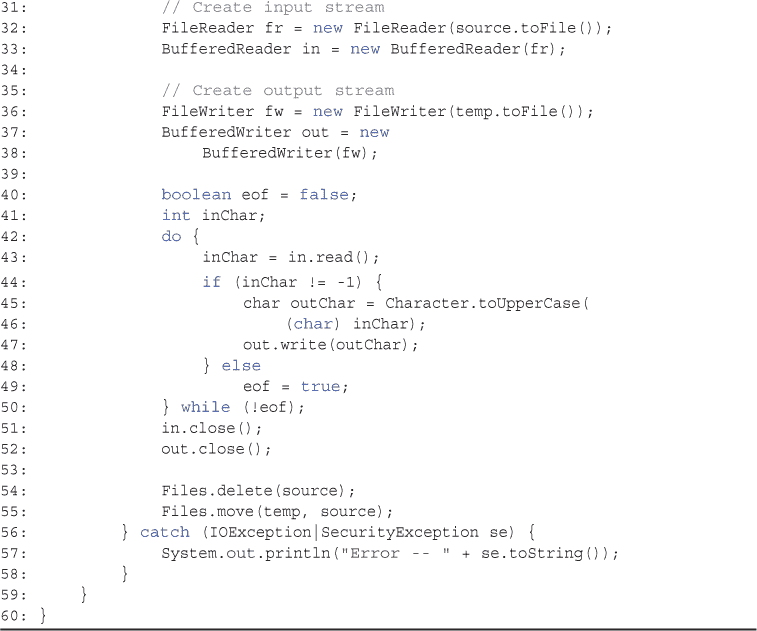 31:             // Create input stream
32:             FileReader fr = new FileReader(source.toFile());
33:             BufferedReader in = new BufferedReader(fr);
34:
35:             // Create output stream
36:             FileWriter fw = new FileWriter(temp.toFile());
37:             BufferedWriter out = new
38:                 BufferedWriter(fw);
39:
40:             boolean eof = false;
41:             int inChar;
42:             do {
43:                 inChar = in.read();
44:                 if (inChar != -1) {
45:                     char outChar = Character.toUpperCase(
46:                         (char) inChar);
47:                     out.write(outChar);
48:                 } else
49:                     eof = true;
50:             } while (!eof);
51:             in.close();
52:             out.close();
53:
54:             Files.delete(source);
55:             Files.move(temp, source);
56:         } catch (IOException|SecurityException se) {
57:             System.out.println("Error -- " + se.toString());
58:         }
59:     }
60: }